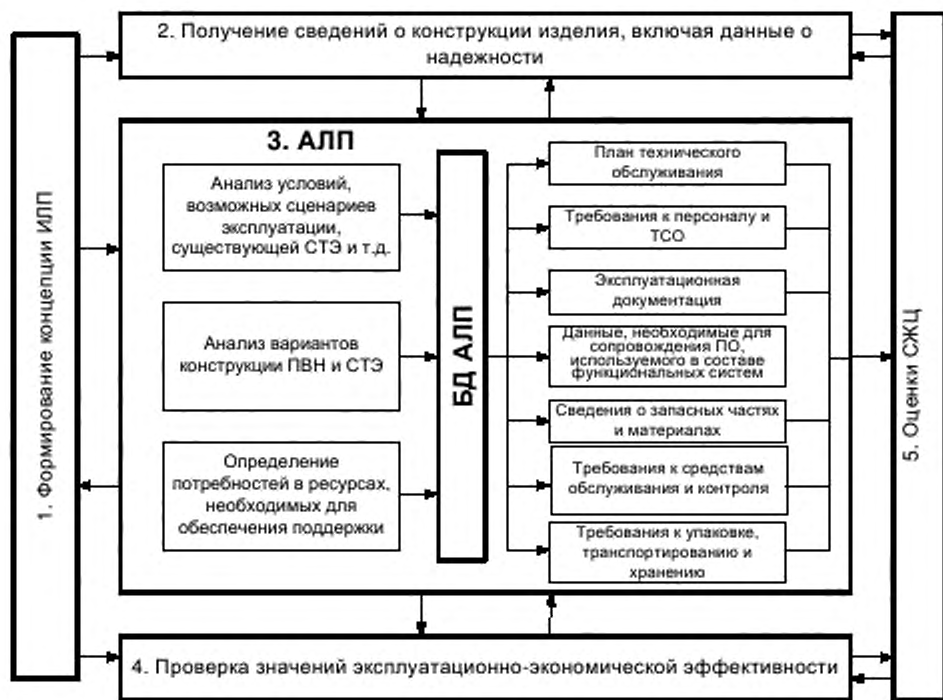 1. Формирование концепции ИЛП
2. Получение сведений о конструкции изделия, включая данные о
надежности
3. АЛП
Анализ условий,
возможных сценариев
эксплуатации,
существующей СТЭ и т.д.
Анализ вариантов
конструкции ПВН и СТЭ
Определение
потребностей в ресурсах,
необходимых для
обеспечения поддержки
БД АЛП
План технического
обслуживания
Требования к персоналу и
ТСО
Эксплуатационная
документация
Данные, необходимые для
сопровождения ПО,
используемого в составе
функциональных систем
Сведения о запасных частях
и материалах
Требования к средствам
обслуживания и контроля
Требования к упаковке,
транспортированию и
хранению
4. Проверка значений эксплуатационно-экономической эффективности
5. Оценки СЖЦ